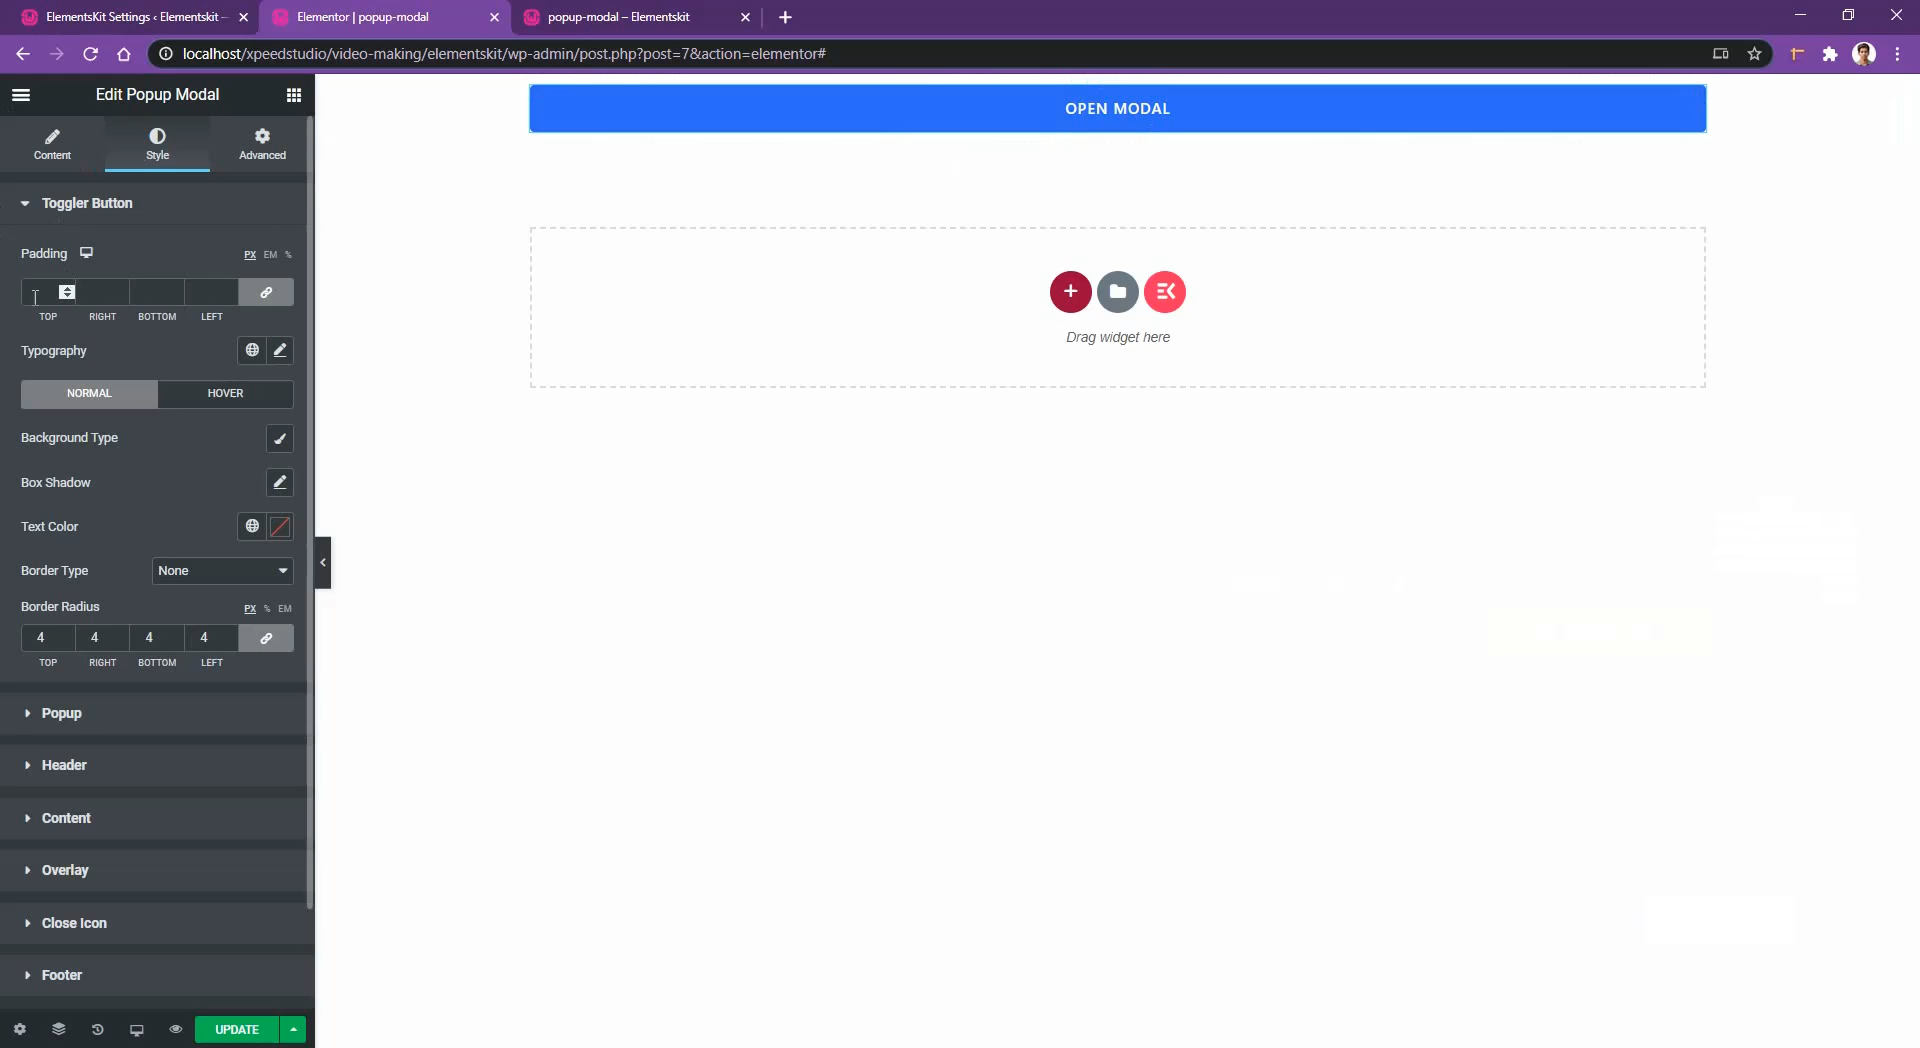 ElementsKit Settings ‹ Elementskit –
Elementor | popup-modal
popup-modal – Elementskit
localhost/xpeedstudio/video-making/elementskit/wp-admin/post.php?post=7&action=elementor#
Edit Popup Modal
Content
Style
Advanced
Toggler Button
Padding
PX EM %
TOP RIGHT BOTTOM LEFT
Typography
NORMAL
HOVER
Background Type
Box Shadow
Text Color
Border Type
None
Border Radius
PX % EM
4 4 4 4
TOP RIGHT BOTTOM LEFT
Popup
Header
Content
Overlay
Close Icon
Footer
UPDATE
OPEN MODAL
Drag widget here